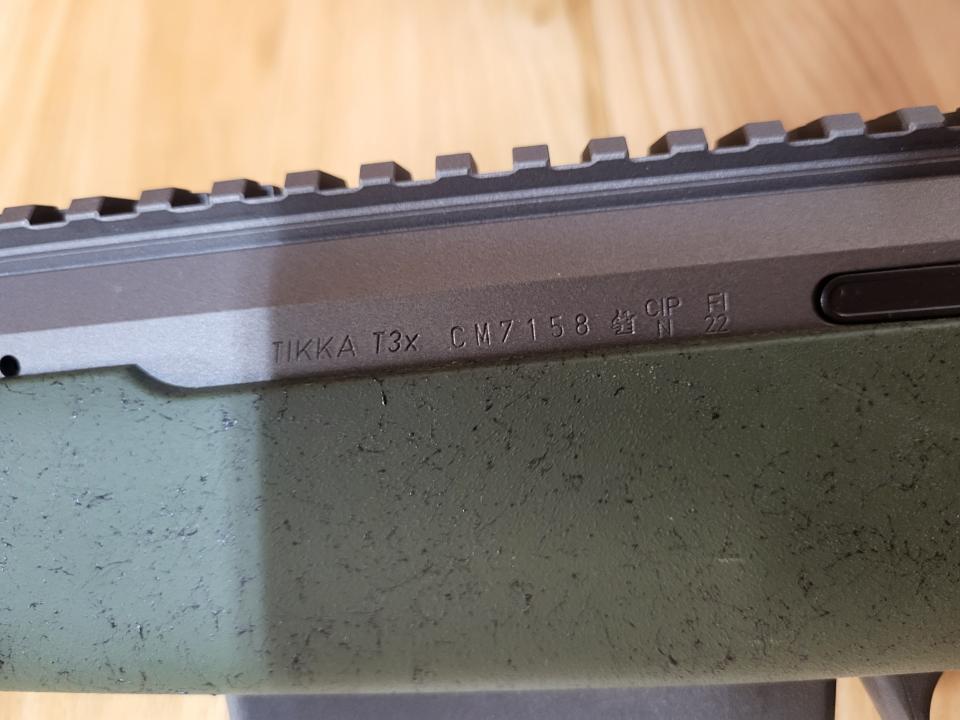 TIKKA T3x CM7158 CIP FI
N 22